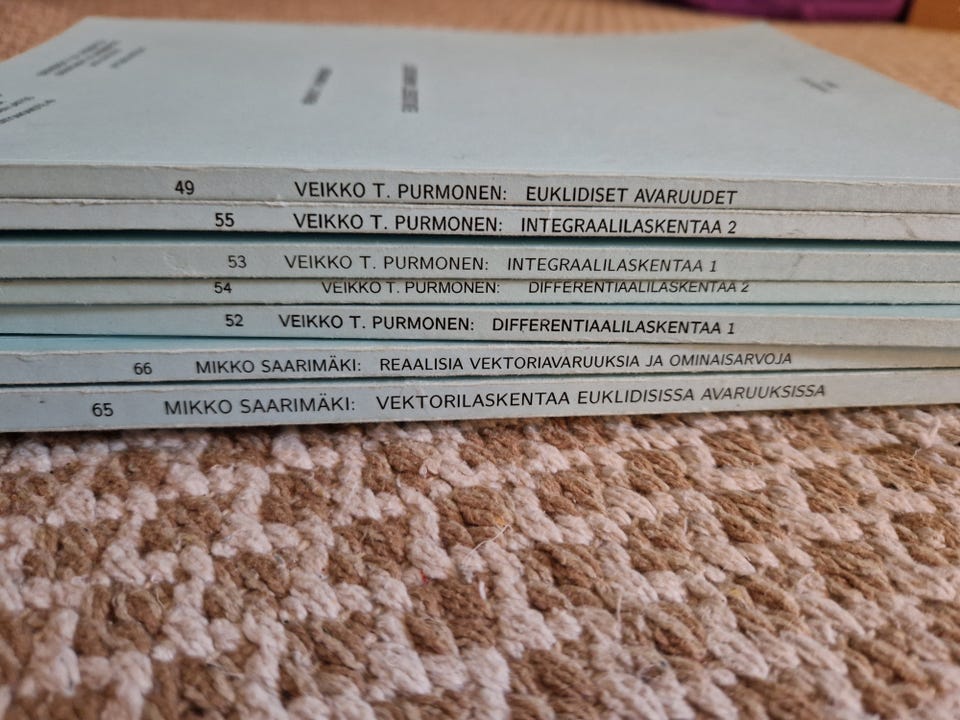 49 VEIKKO T. PURMONEN: EUKLIDISET AVARUUDET
55 VEIKKO T. PURMONEN: INTEGRAALILASKENTAA 2
53 VEIKKO T. PURMONEN: INTEGRAALILASKENTAA 1
54 VEIKKO T. PURMONEN: DIFFERENTIAALILASKENTAA 2
52 VEIKKO T. PURMONEN: DIFFERENTIAALILASKENTAA 1
66 MIKKO SAARIMÄKI: REAALISIA VEKTORIAVARUUKSIA JA OMINAISARVOJA
65 MIKKO SAARIMÄKI: VEKTORILASKENTAA EUKLIDISISSA AVARUUKSISSA